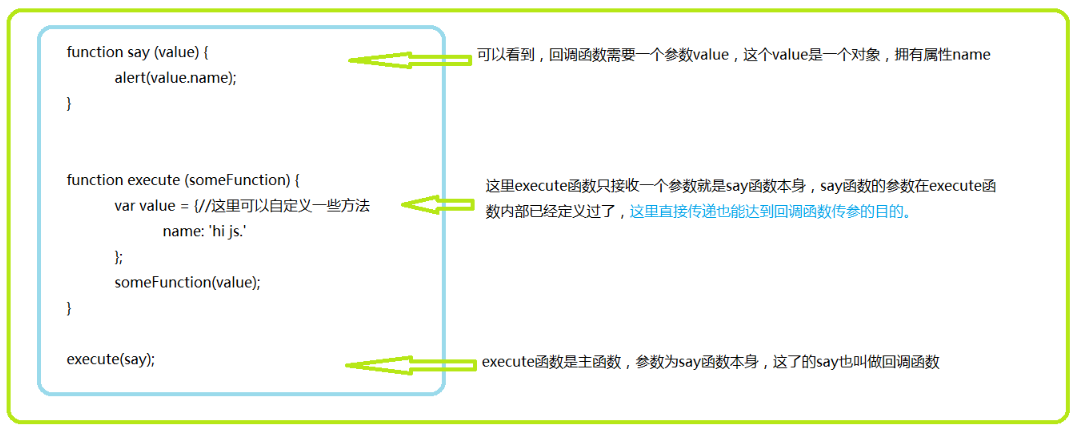 function say (value) {
可以看到，回调函数需要一个参数value，这个value是一个对象，拥有属性name
alert(value.name);
}
function execute (someFunction) {
这里execute函数只接收一个参数就是say函数本身，say函数的参数在execute函
var value = {//这里可以自定义一些方法
数内部已经定义过了，这里直接传递也能达到回调函数传参的目的。
name: 'hi js.'
};
someFunction(value);
}
execute(say);
execute函数是主函数，参数为say函数本身，这了的say也叫做回调函数